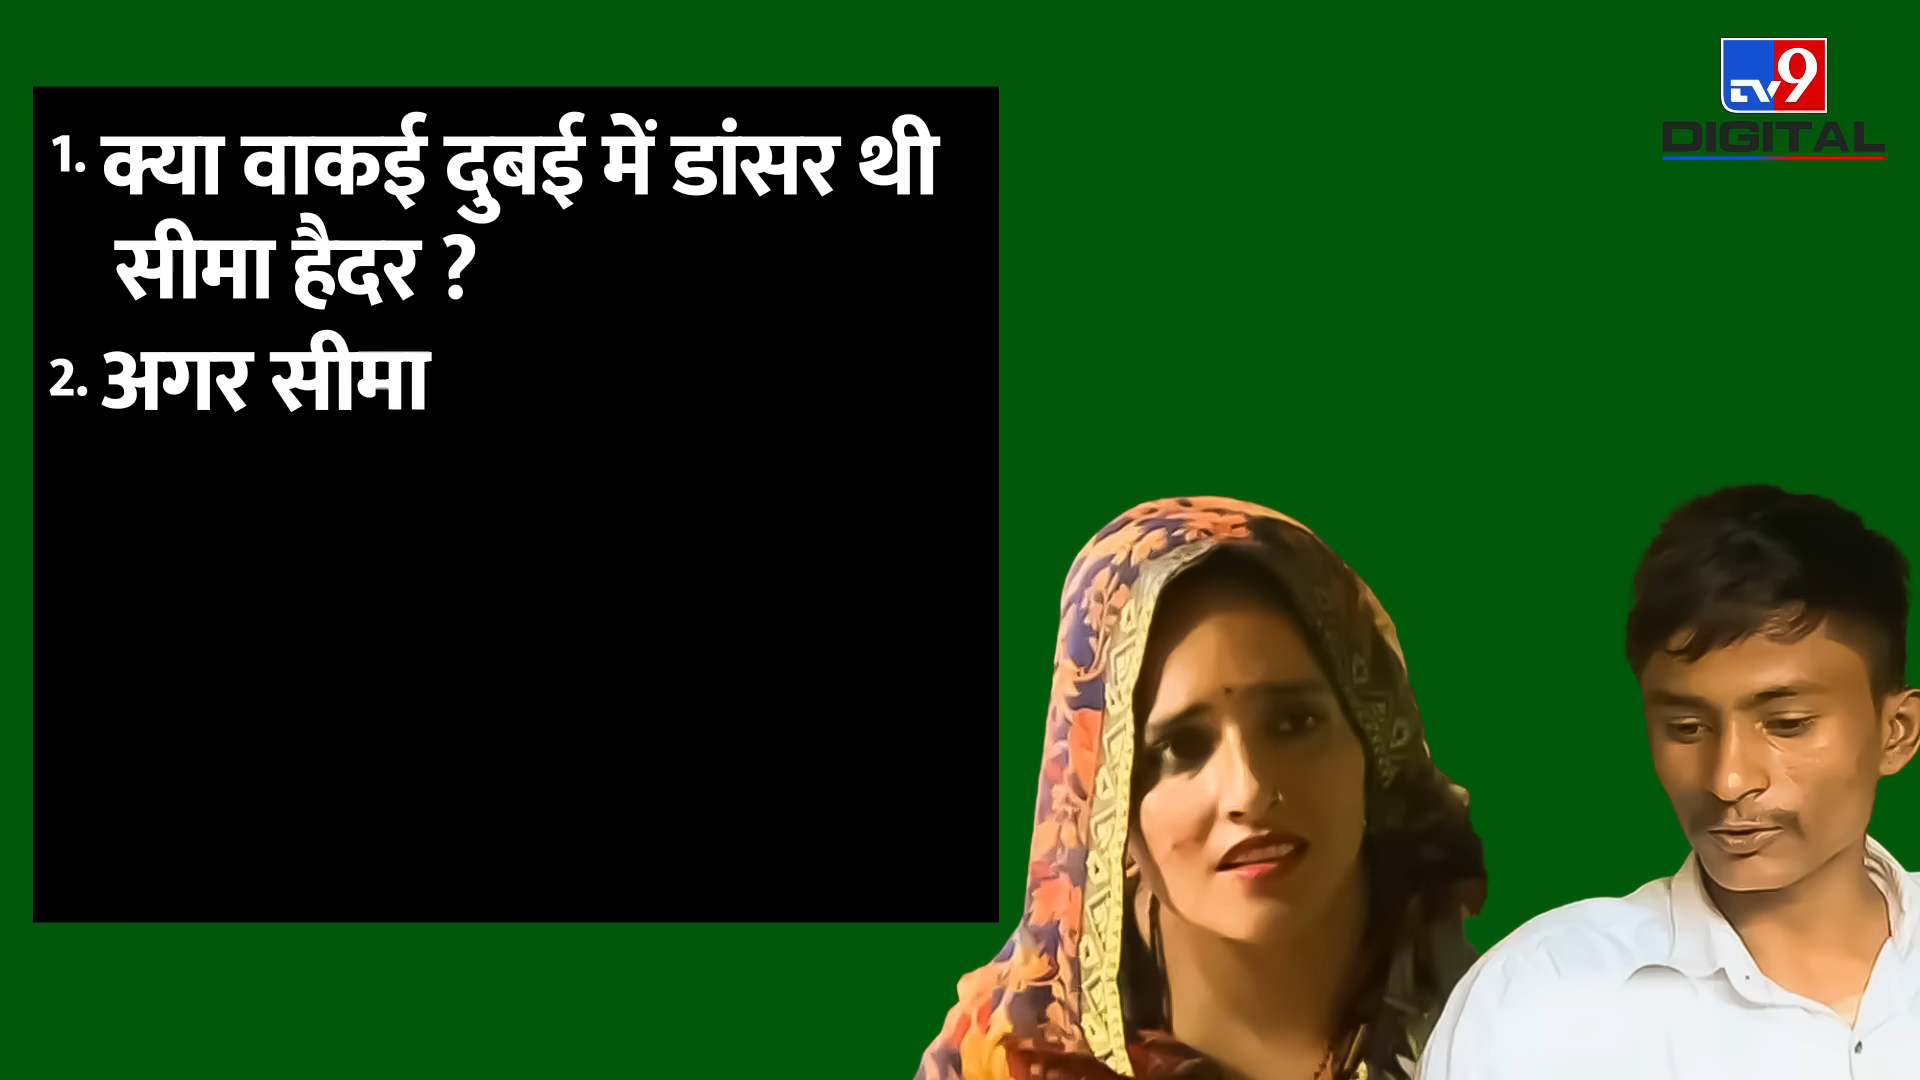 1. क्या वाकई दुबई में डांसर थी
सीमा हैदर ?
2. अगर सीमा
TV9
DIGITAL